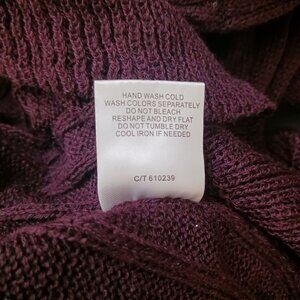 HAND WASH COLD
WASH COLORS SEPARATELY
DO NOT BLEACH
RESHAPE AND DRY FLAT
DO NOT TUMBLE DRY
COOL IRON IF NEEDED
C/T 610239